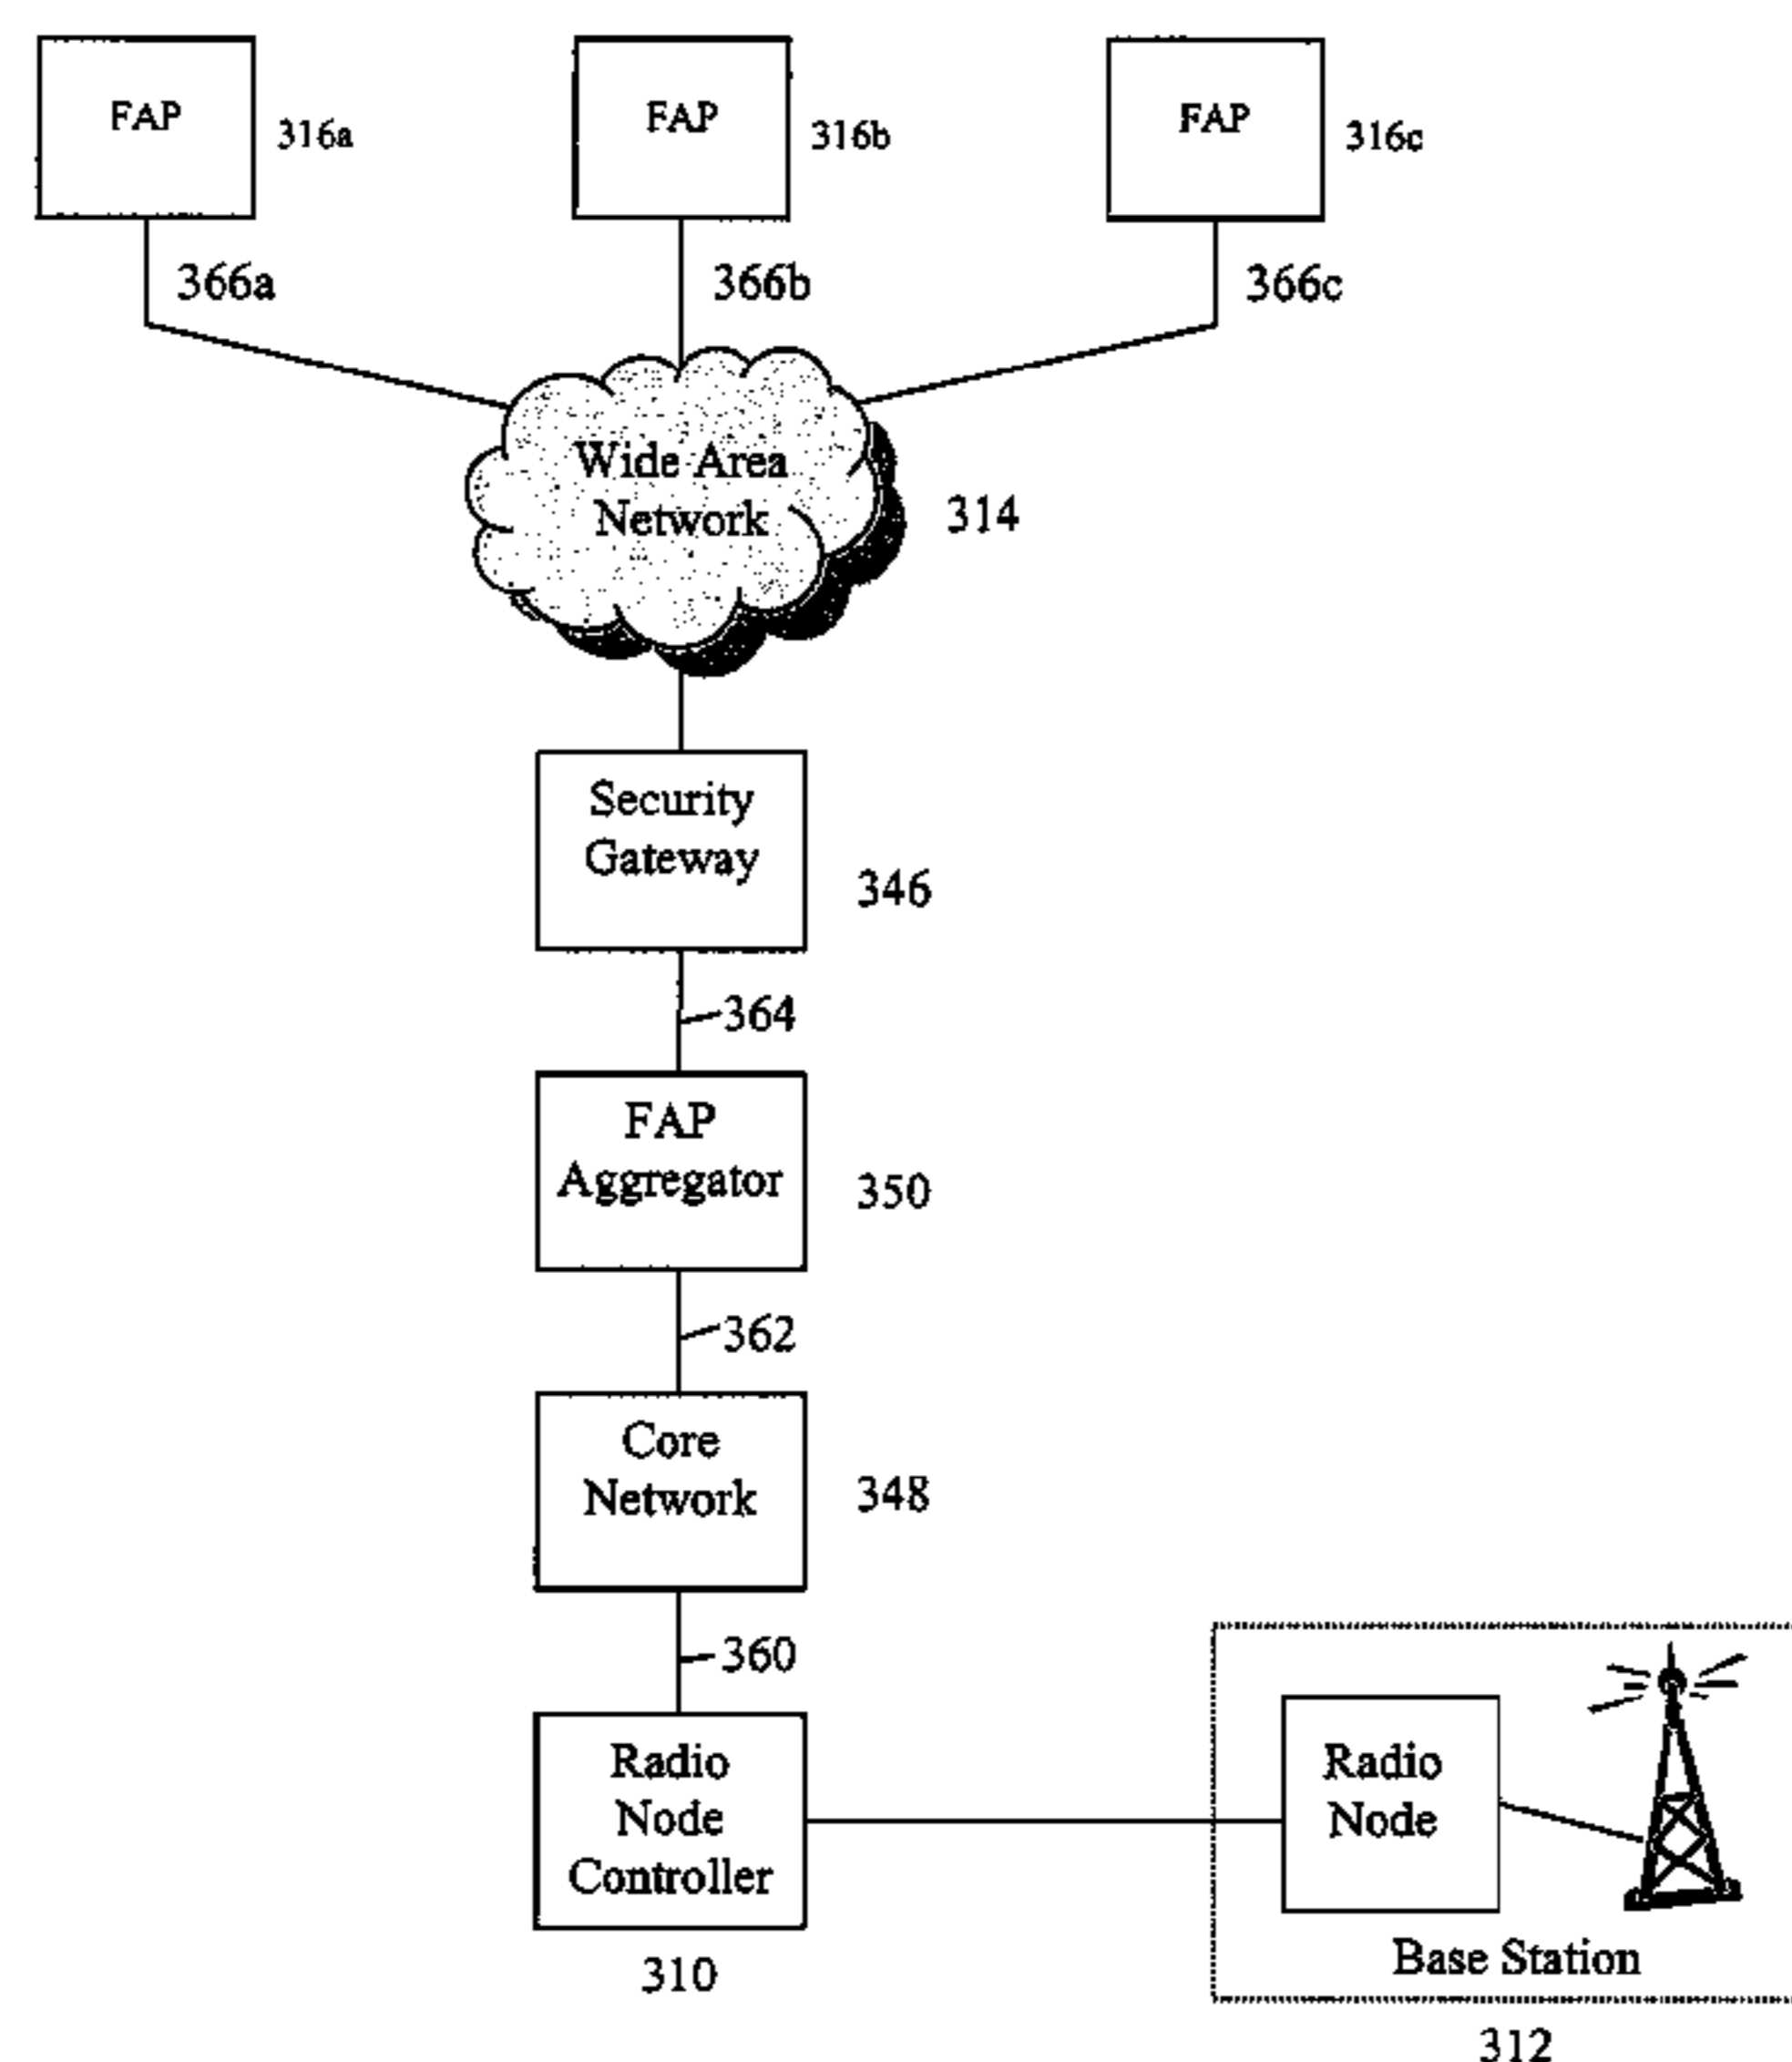 FAP
316a
FAP
316b
FAP
316c
366a
366b
366c
Wide Area
Network
314
Security
Gateway
346
364
FAP
Aggregator
350
362
Core
Network
348
360
Radio
Node
Controller
310
Radio
Node
Base Station
312